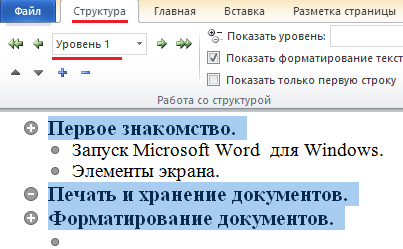 Файл Структура Главная Вставка Разметка страницы
Уровень 1 Показать уровень:
Показать форматирование текст
Показать только первую строку
Работа со структурой
Первое знакомство.
Запуск Microsoft Word для Windows.
Элементы экрана.
Печать и хранение документов.
Форматирование документов.